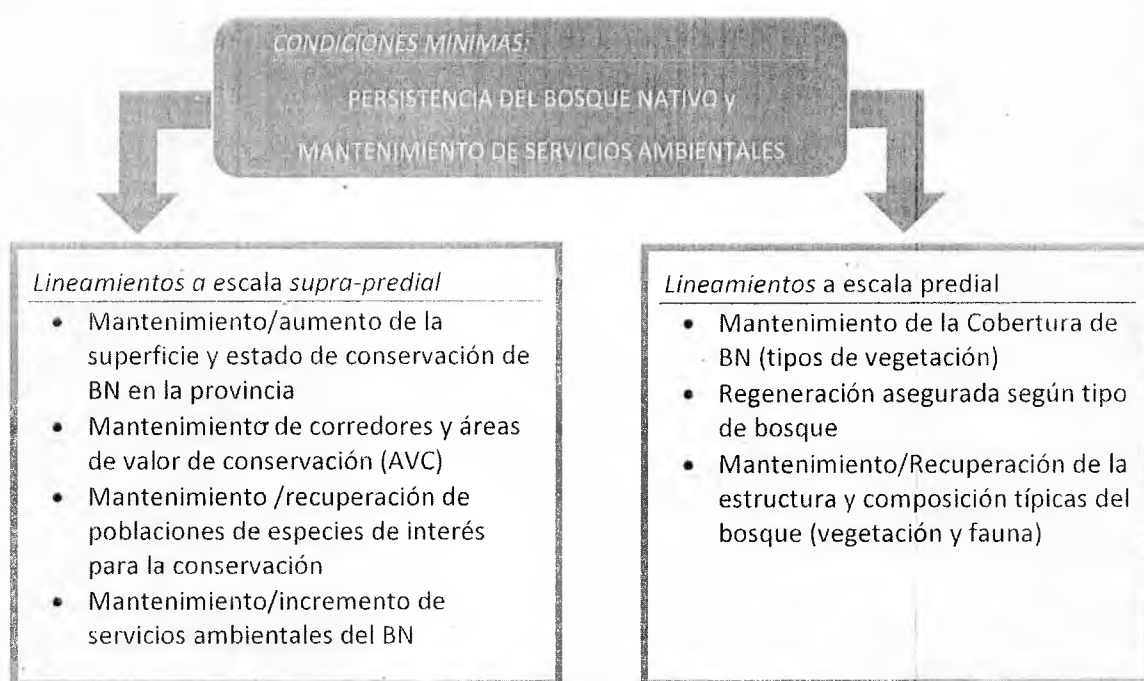 CONDICIONES MINIMAS:
PERSISTENCIA DEL BOSQUE NATIVO y
MANTENIMIENTO DE SERVICIOS AMBIENTALES
Lineamientos a escala supra-predial
• Mantenimiento/aumento de la
superficie y estado de conservación de
BN en la provincia
• Mantenimiento de corredores y áreas
de valor de conservación (AVC)
• Mantenimiento /recuperación de
poblaciones de especies de interés
para la conservación
• Mantenimiento/incremento de
servicios ambientales del BN
Lineamientos a escala predial
• Mantenimiento de la Cobertura de
BN (tipos de vegetación)
• Regeneración asegurada según tipo
de bosque
• Mantenimiento/Recuperación de la
estructura y composición típicas del
bosque (vegetación y fauna)